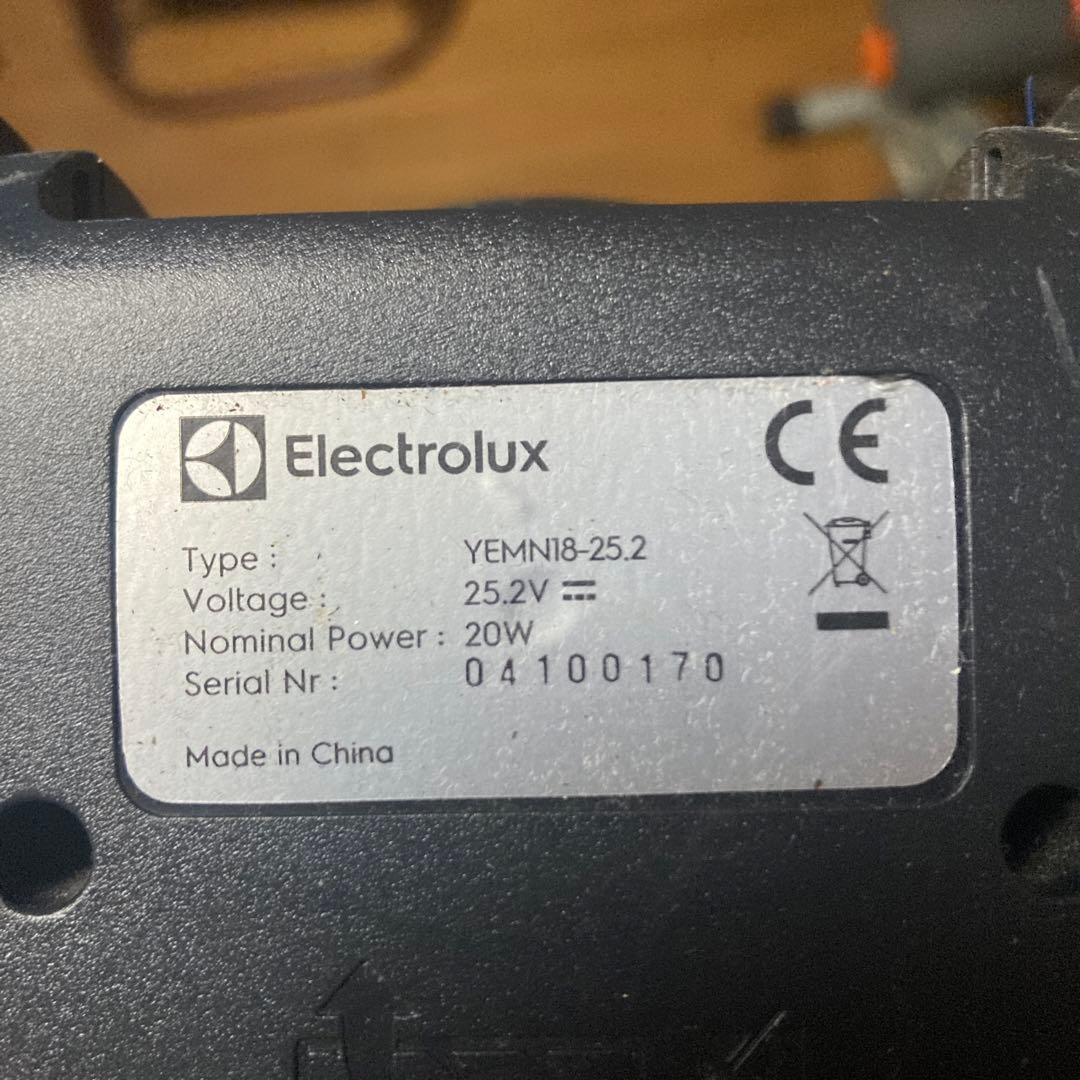 Electrolux
CE
Type : YEMN18-25.2
Voltage : 25.2V
Nominal Power : 20W
Serial Nr : 04100170
Made in China